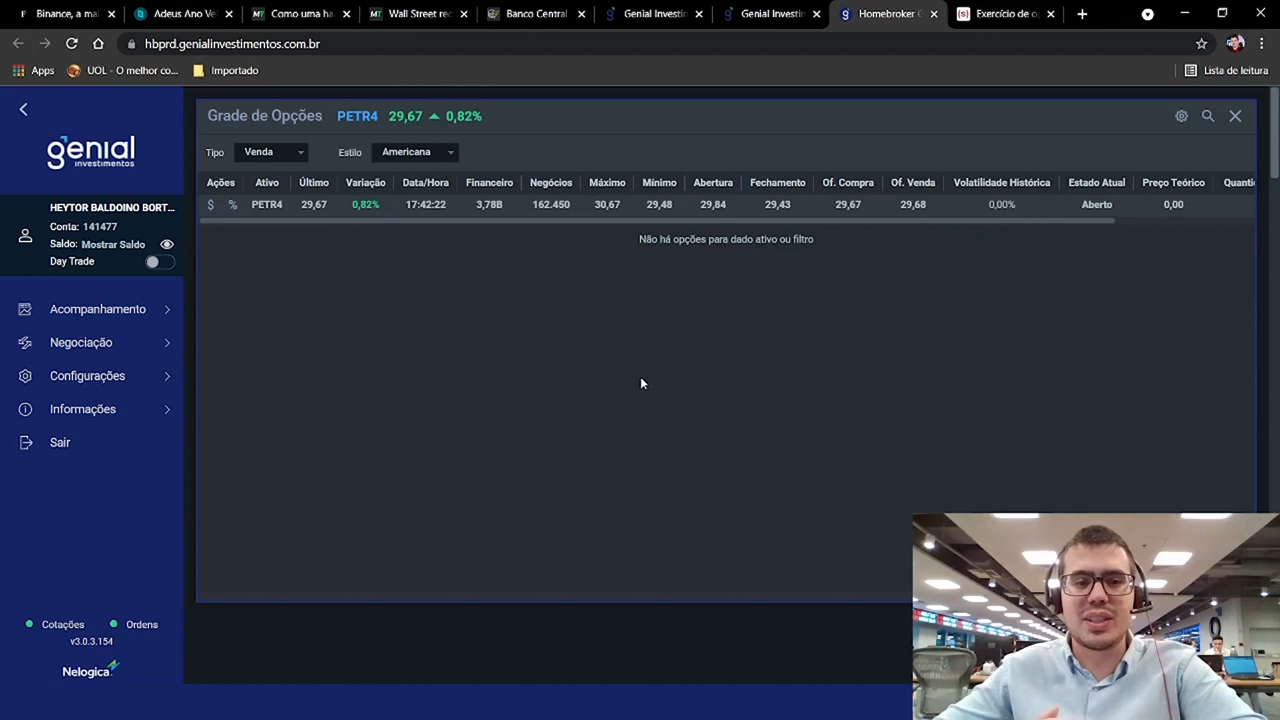 Binance, a mal
Adeus Ano Ve
Como uma ha
Wall Street rec
Banco Central
Genial Investin
Genial Investin
Homebroker G
Exercício de op
hbprd.genialinvestimentos.com.br
Apps
UOL - O melhor co...
Importado
Lista de leitura
genial
investimentos
HEYTOR BALDOINO BORT...
Conta: 141477
Saldo: Mostrar Saldo
Day Trade
Acompanhamento
Negociação
Configurações
Informações
Sair
Cotações
Ordens
v3.0.3.154
Nelogica
Grade de Opções PETR4 29,67 0,82%
Tipo Venda Estilo Americana
Ações Ativo Último Variação Data/Hora Financeiro Negócios Máximo Mínimo Abertura Fechamento Of. Compra Of. Venda Volatilidade Histórica Estado Atual Preço Teórico Quanti
$ % PETR4 29,67 0,82% 17:42:22 3,78B 162.450 30,67 29,48 29,84 29,43 29,67 29,68 0,00% Aberto 0,00
Não há opções para dado ativo ou filtro